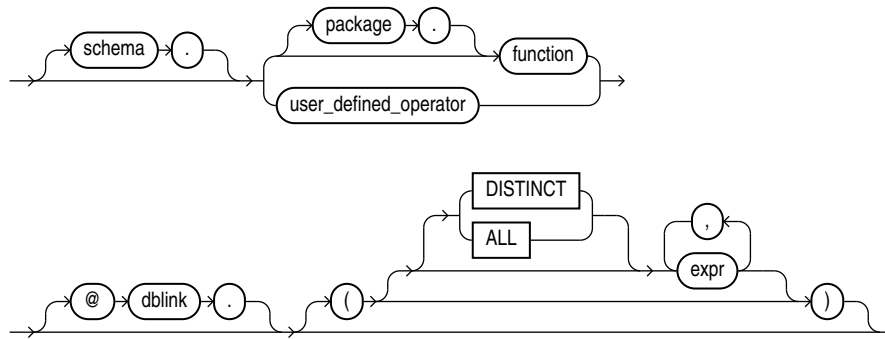 package .
schema . function
user_defined_operator
DISTINCT
ALL ,
expr
@ dblink . ( )